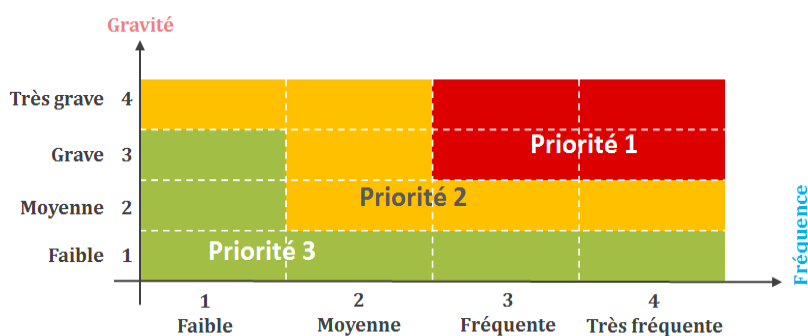 Gravité
Très grave 4
Grave 3
Priorité 1
Moyenne 2
Priorité 2
Faible 1
Priorité 3
Fréquence
1 2 3 4
Faible Moyenne Fréquente Très fréquente